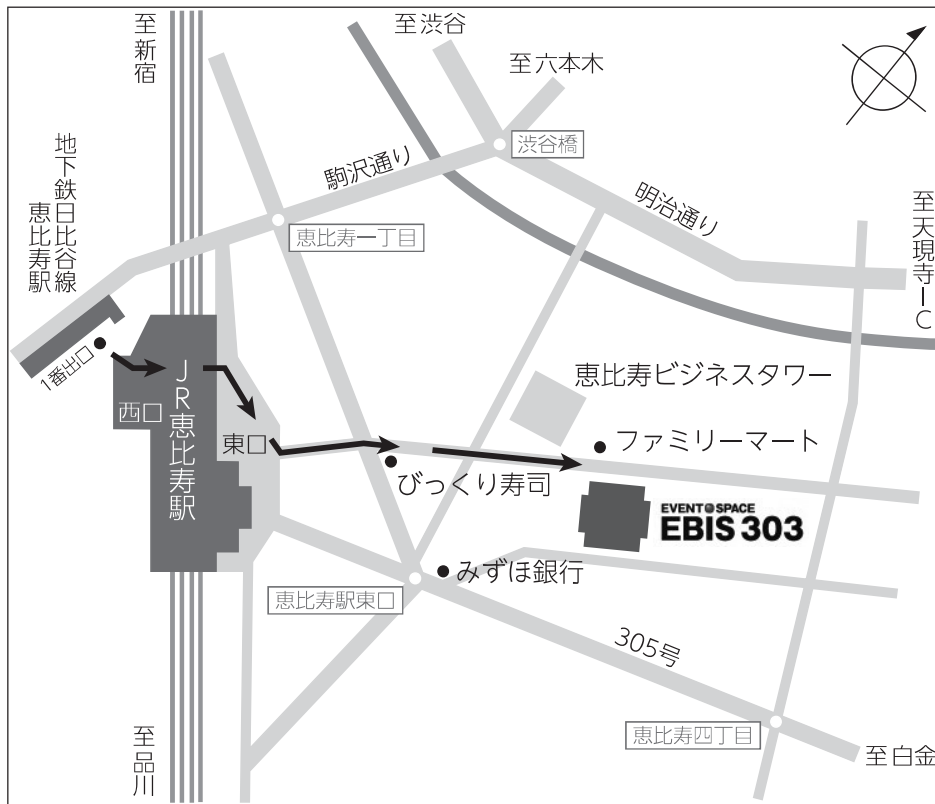 至新宿
至渋谷
至六本木
渋谷橋
駒沢通り
明治通り
地下鉄日比谷線
恵比寿駅
恵比寿一丁目
至天現寺IC
1番出口
西口
JR恵比寿駅
東口
恵比寿ビジネスタワー
ファミリーマート
びっくり寿司
EVENT SPACE
EBIS 303
みずほ銀行
恵比寿駅東口
305号
恵比寿四丁目
至品川
至白金